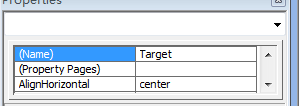 Properties
(Name) Target
(Property Pages)
AlignHorizontal center